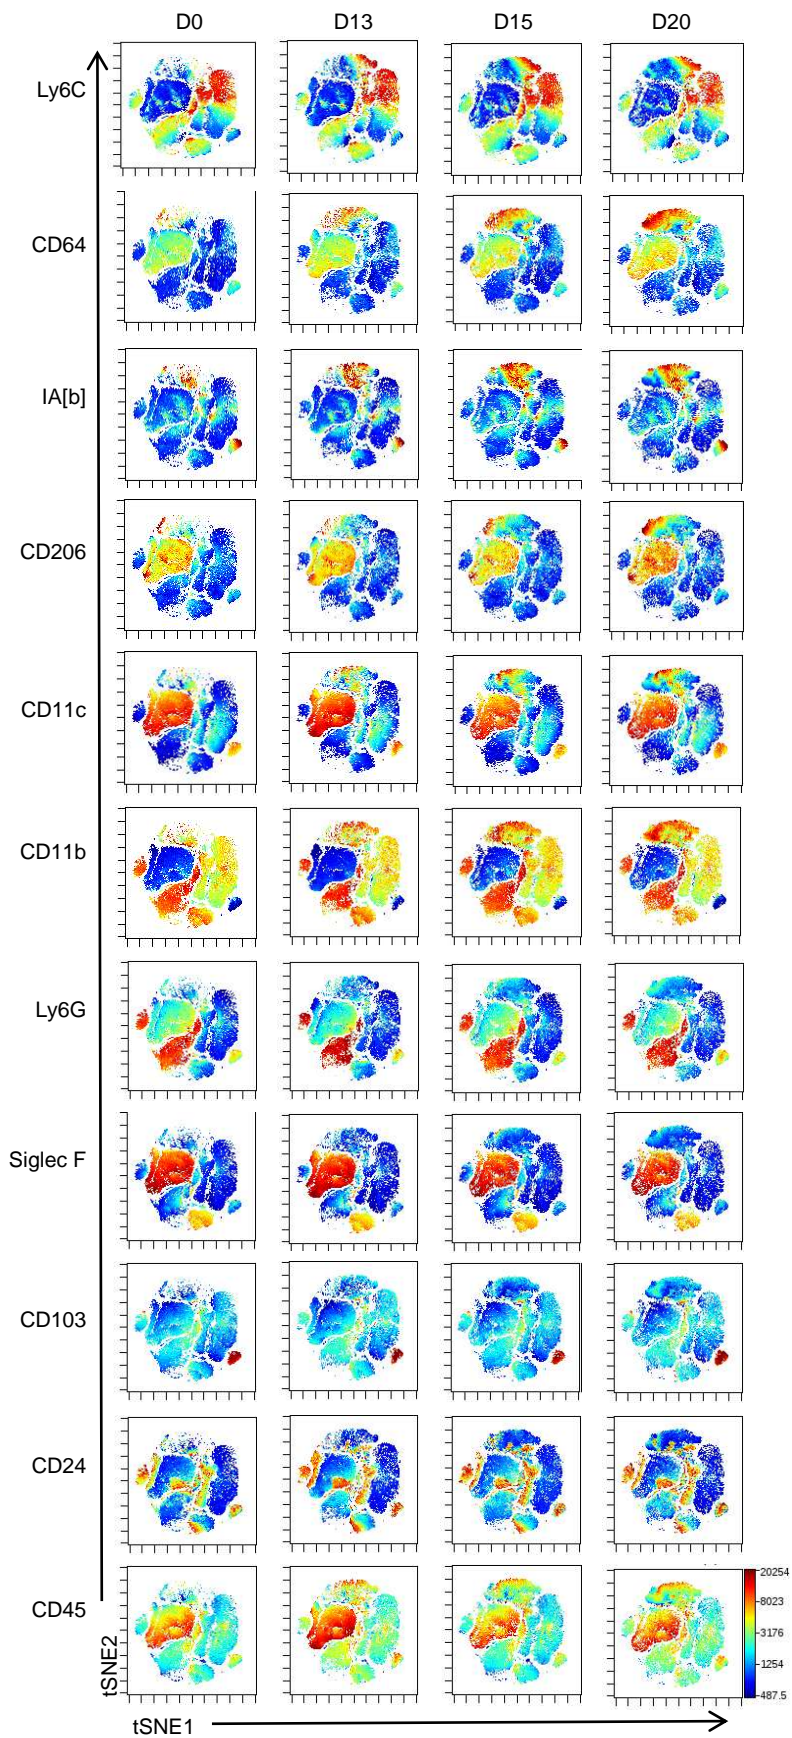 D0 D13 D15 D20
Ly6C
CD64
IA[b]
CD206
CD11c
CD11b
Ly6G
Siglec F
CD103
CD24
CD45
20254
8023
3176
1254
487.5
tSNE2
tSNE1